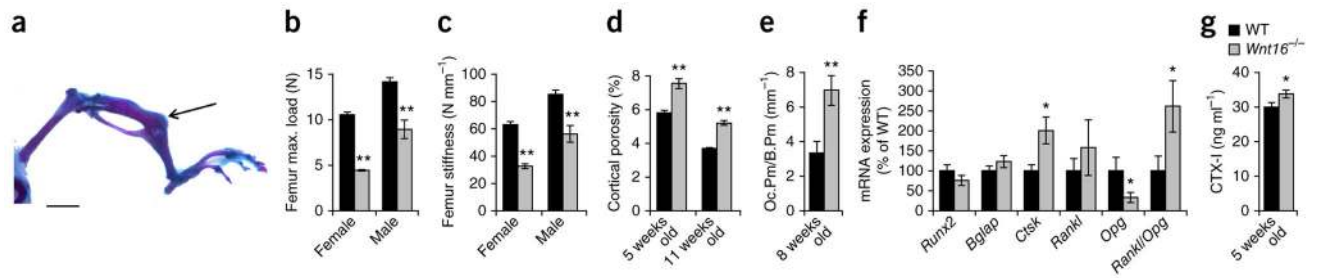 a
b
Femur max. load (N)
15
10
5
0
**
**
Female
Male
c
Femur stiffness (N mm−1)
100
80
60
40
20
0
**
**
Female
Male
d
Cortical porosity (%)
8
6
4
2
0
**
**
5 weeks
old
11 weeks
old
e
Oc.Pm/B.Pm (mm−1)
8
6
4
2
0
**
8 weeks
old
f
mRNA expression
(% of WT)
350
300
250
200
150
100
50
0
*
*
*
Runx2
Bglap
Ctsk
Rankl
Opg
Rankl/Opg
g
WT
Wnt16−/−
CTX-I (ng ml−1)
40
30
20
10
0
*
5 weeks
old